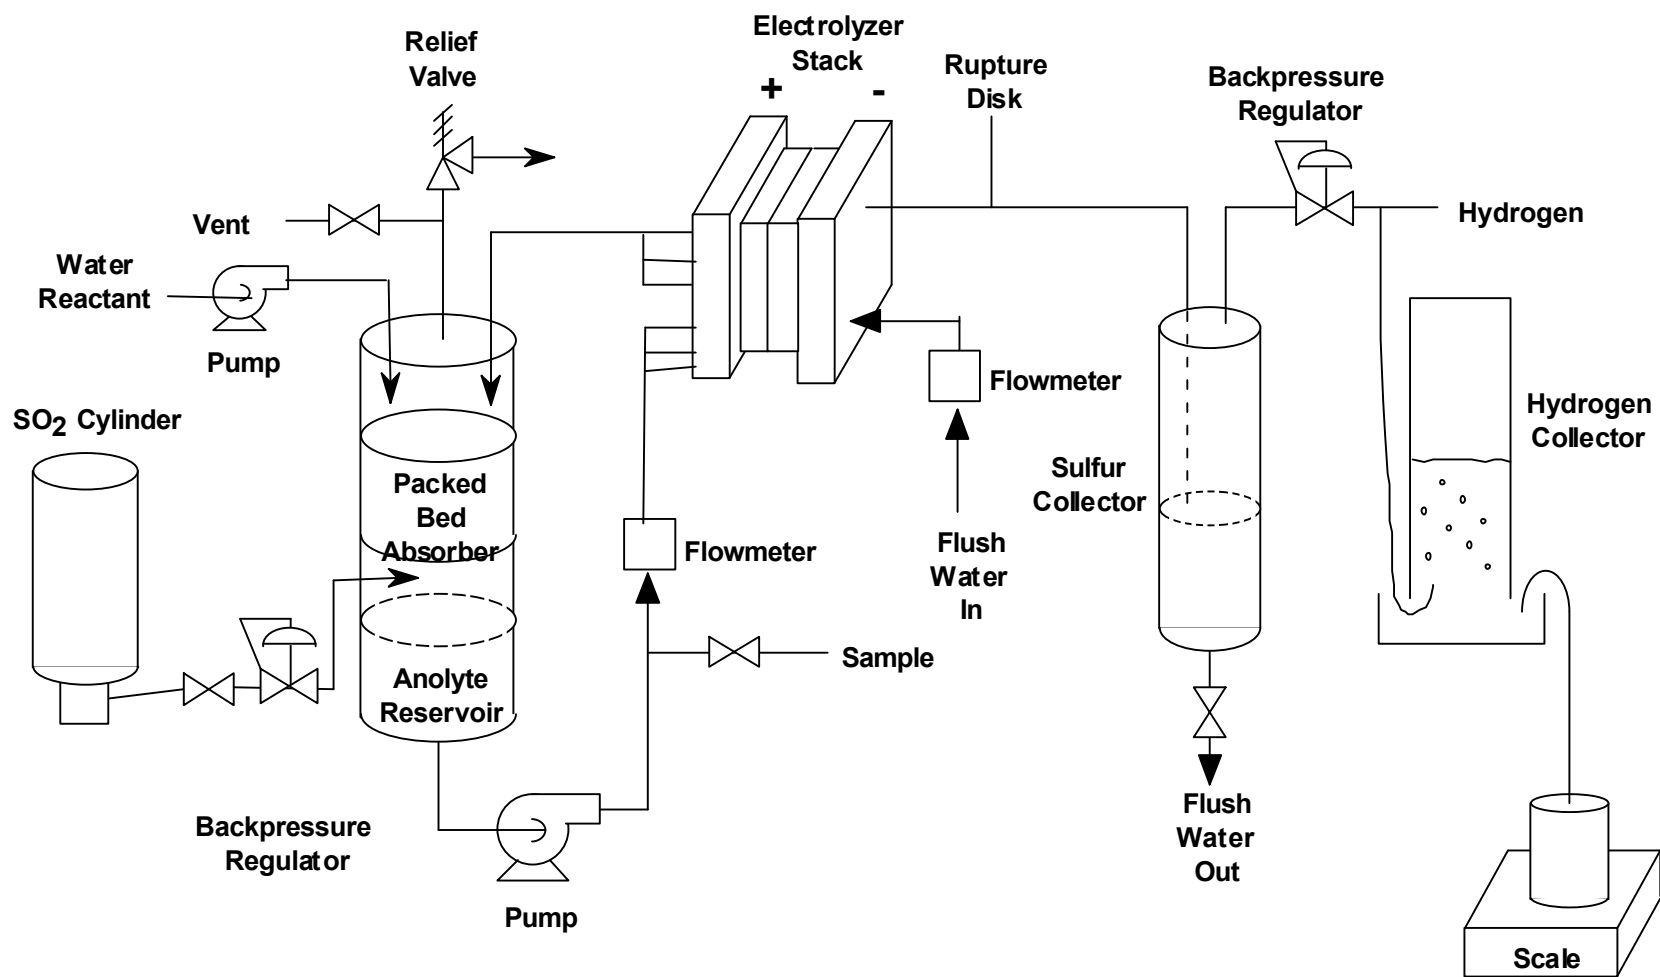 Electrolyzer
Stack
+
-
Relief
Valve
Rupture
Disk
Backpressure
Regulator
Vent
Hydrogen
Water
Reactant
Pump
Flowmeter
SO2 Cylinder
Hydrogen
Collector
Packed
Bed
Absorber
Sulfur
Collector
Flowmeter
Flush
Water
In
Sample
Anolyte
Reservoir
Backpressure
Regulator
Flush
Water
Out
Pump
Scale